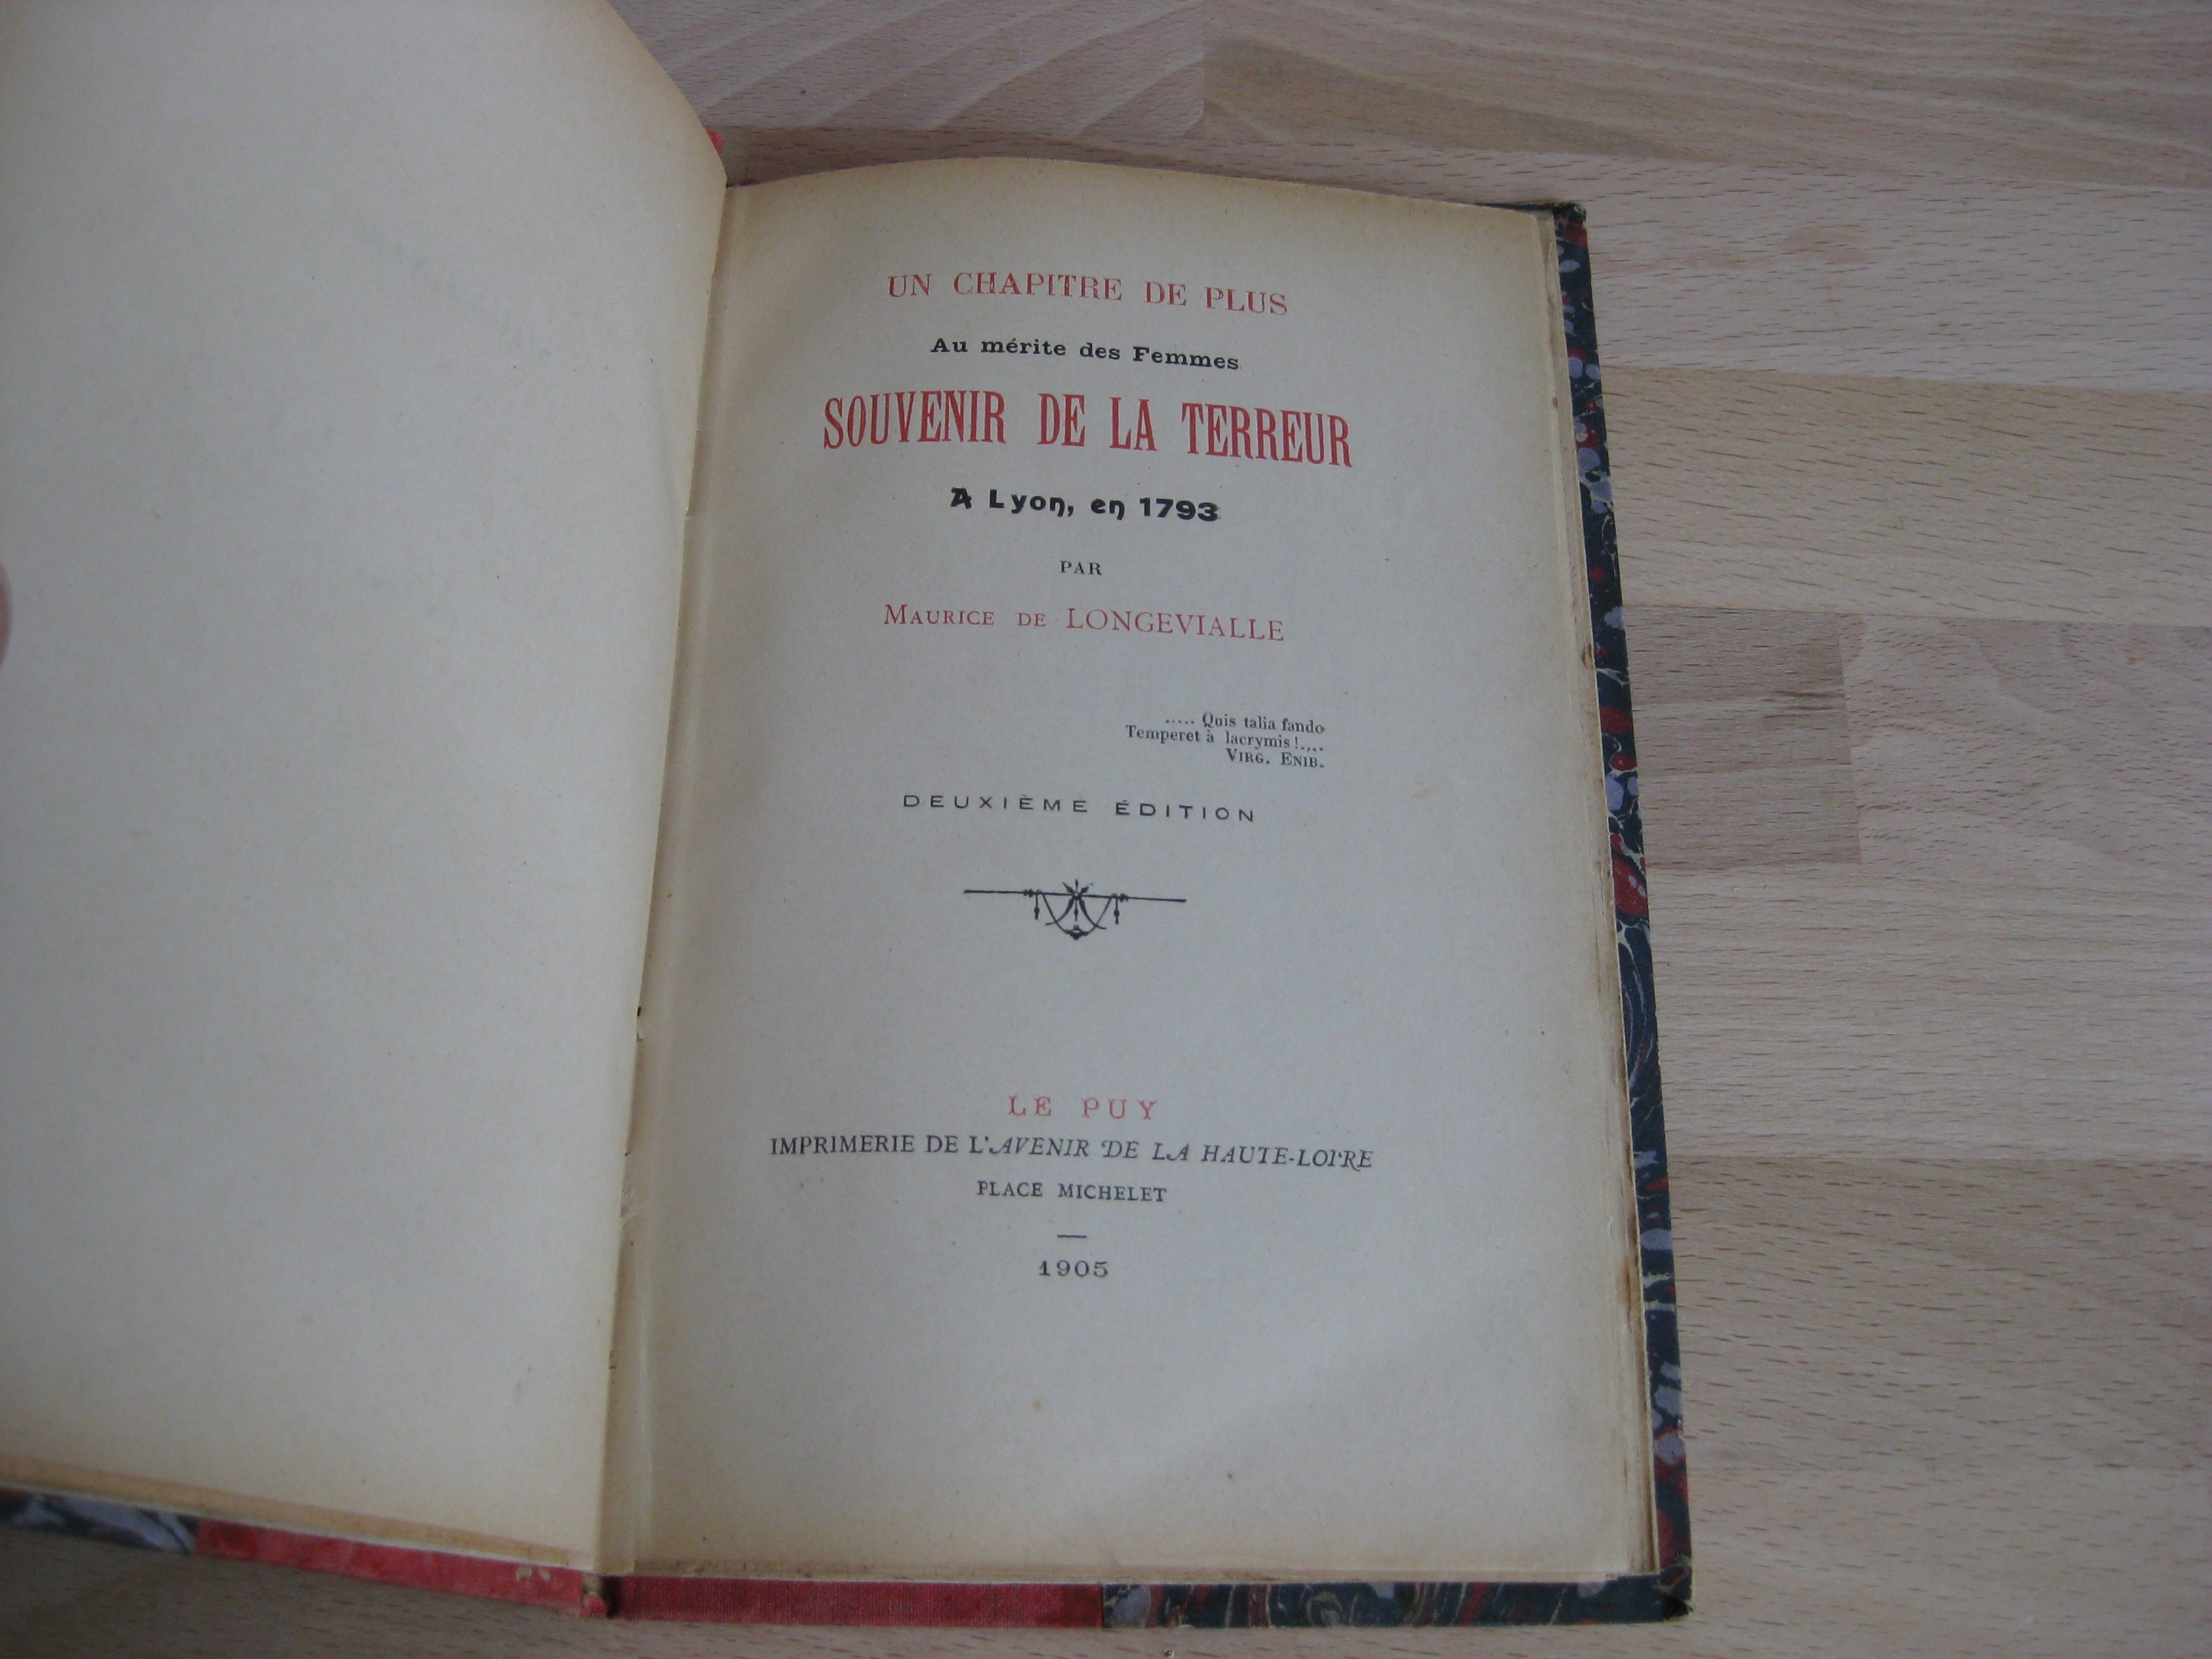 UN CHAPITRE DE PLUS
Au mérite des Femmes
SOUVENIR DE LA TERREUR
A Lyon, en 1793
PAR
MAURICE DE LONGEVIALLE
..... Quis talia fando
Temperet à lacrymis !.....
VIRG. ENIB.
DEUXIÈME ÉDITION
LE PUY
IMPRIMERIE DE L'AVENIR DE LA HAUTE-LOIRE
PLACE MICHELET
1905